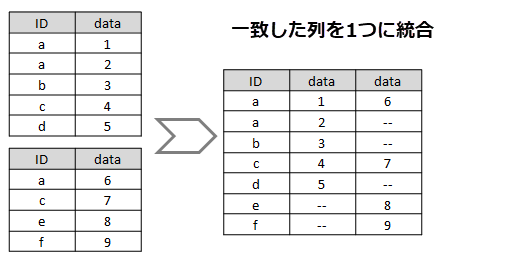 ID data
a 1
a 2
b 3
c 4
d 5
ID data
a 6
c 7
e 8
f 9
一致した列を1つに統合
ID data data
a 1 6
a 2 --
b 3 --
c 4 7
d 5 --
e -- 8
f -- 9